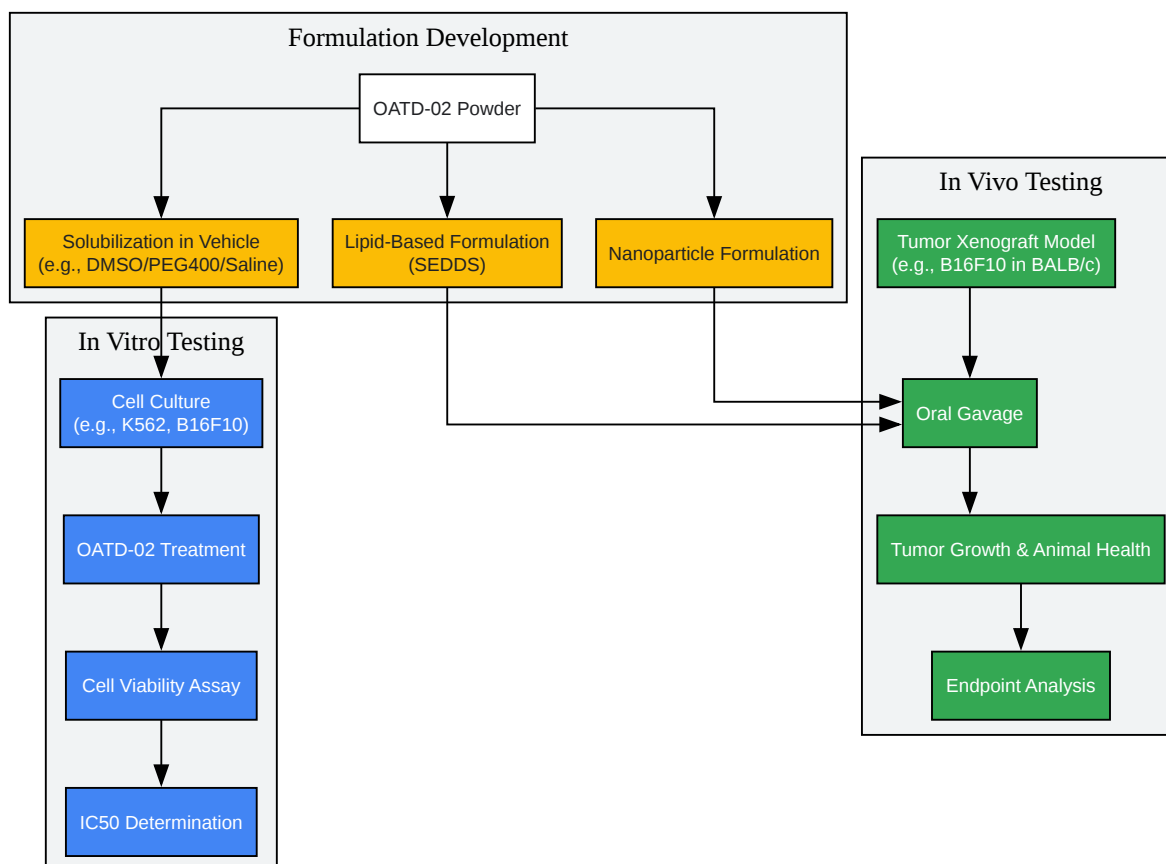 Formulation Development
OATD-02 Powder
Solubilization in Vehicle
(e.g., DMSO/PEG400/Saline)
Lipid-Based Formulation
(SEDDS)
Nanoparticle Formulation
In Vitro Testing
Cell Culture
(e.g., K562, B16F10)
OATD-02 Treatment
Cell Viability Assay
IC50 Determination
In Vivo Testing
Tumor Xenograft Model
(e.g., B16F10 in BALB/c)
Oral Gavage
Tumor Growth & Animal Health
Endpoint Analysis